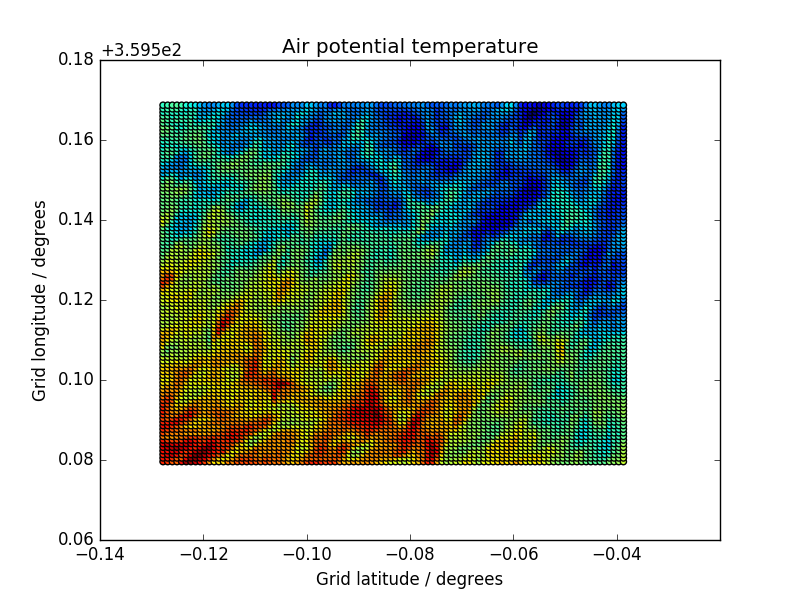 Air potential temperature
+3.595e2
0.18
0.16
0.14
0.12
0.10
0.08
0.06
Grid longitude / degrees
−0.14 −0.12 −0.10 −0.08 −0.06 −0.04
Grid latitude / degrees